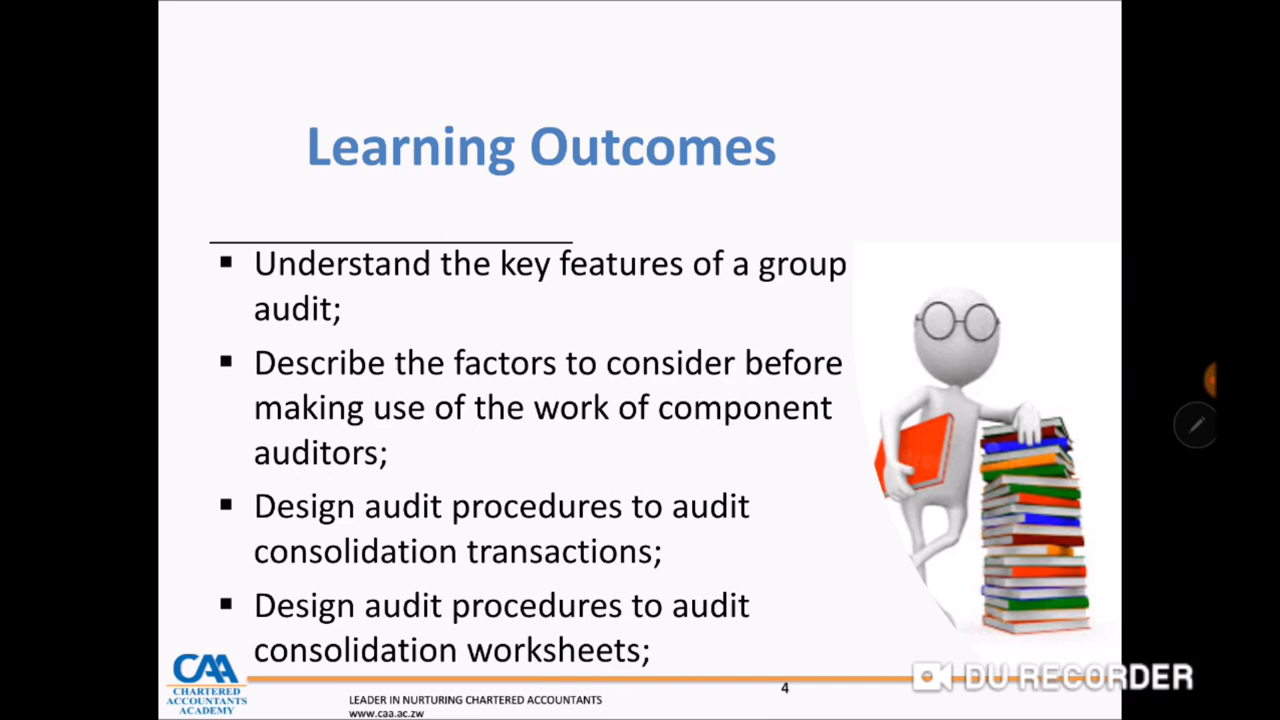 Learning Outcomes
▪ Understand the key features of a group
audit;
▪ Describe the factors to consider before
making use of the work of component
auditors;
▪ Design audit procedures to audit
consolidation transactions;
▪ Design audit procedures to audit
consolidation worksheets;
CAA
CHARTERED
ACCOUNTANTS
ACADEMY
LEADER IN NURTURING CHARTERED ACCOUNTANTS
www.caa.ac.zw
4
DU RECORDER